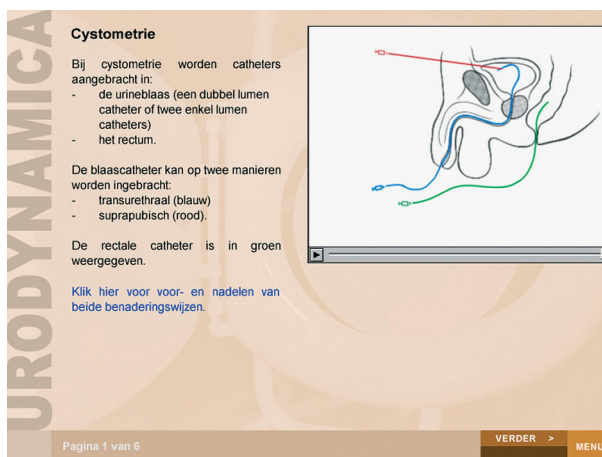 URODYNAMICA
Cystometrie
Bij cystometrie worden catheters
aangebracht in:
- de urineblaas (een dubbel lumen
catheter of twee enkel lumen
catheters)
- het rectum.
De blaascatheter kan op twee manieren
worden ingebracht:
- transurethraal (blauw)
- suprapubisch (rood).
De rectale catheter is in groen
weergegeven.
Klik hier voor voor- en nadelen van
beide benaderingswijzen.
Pagina 1 van 6
VERDER >
MENU